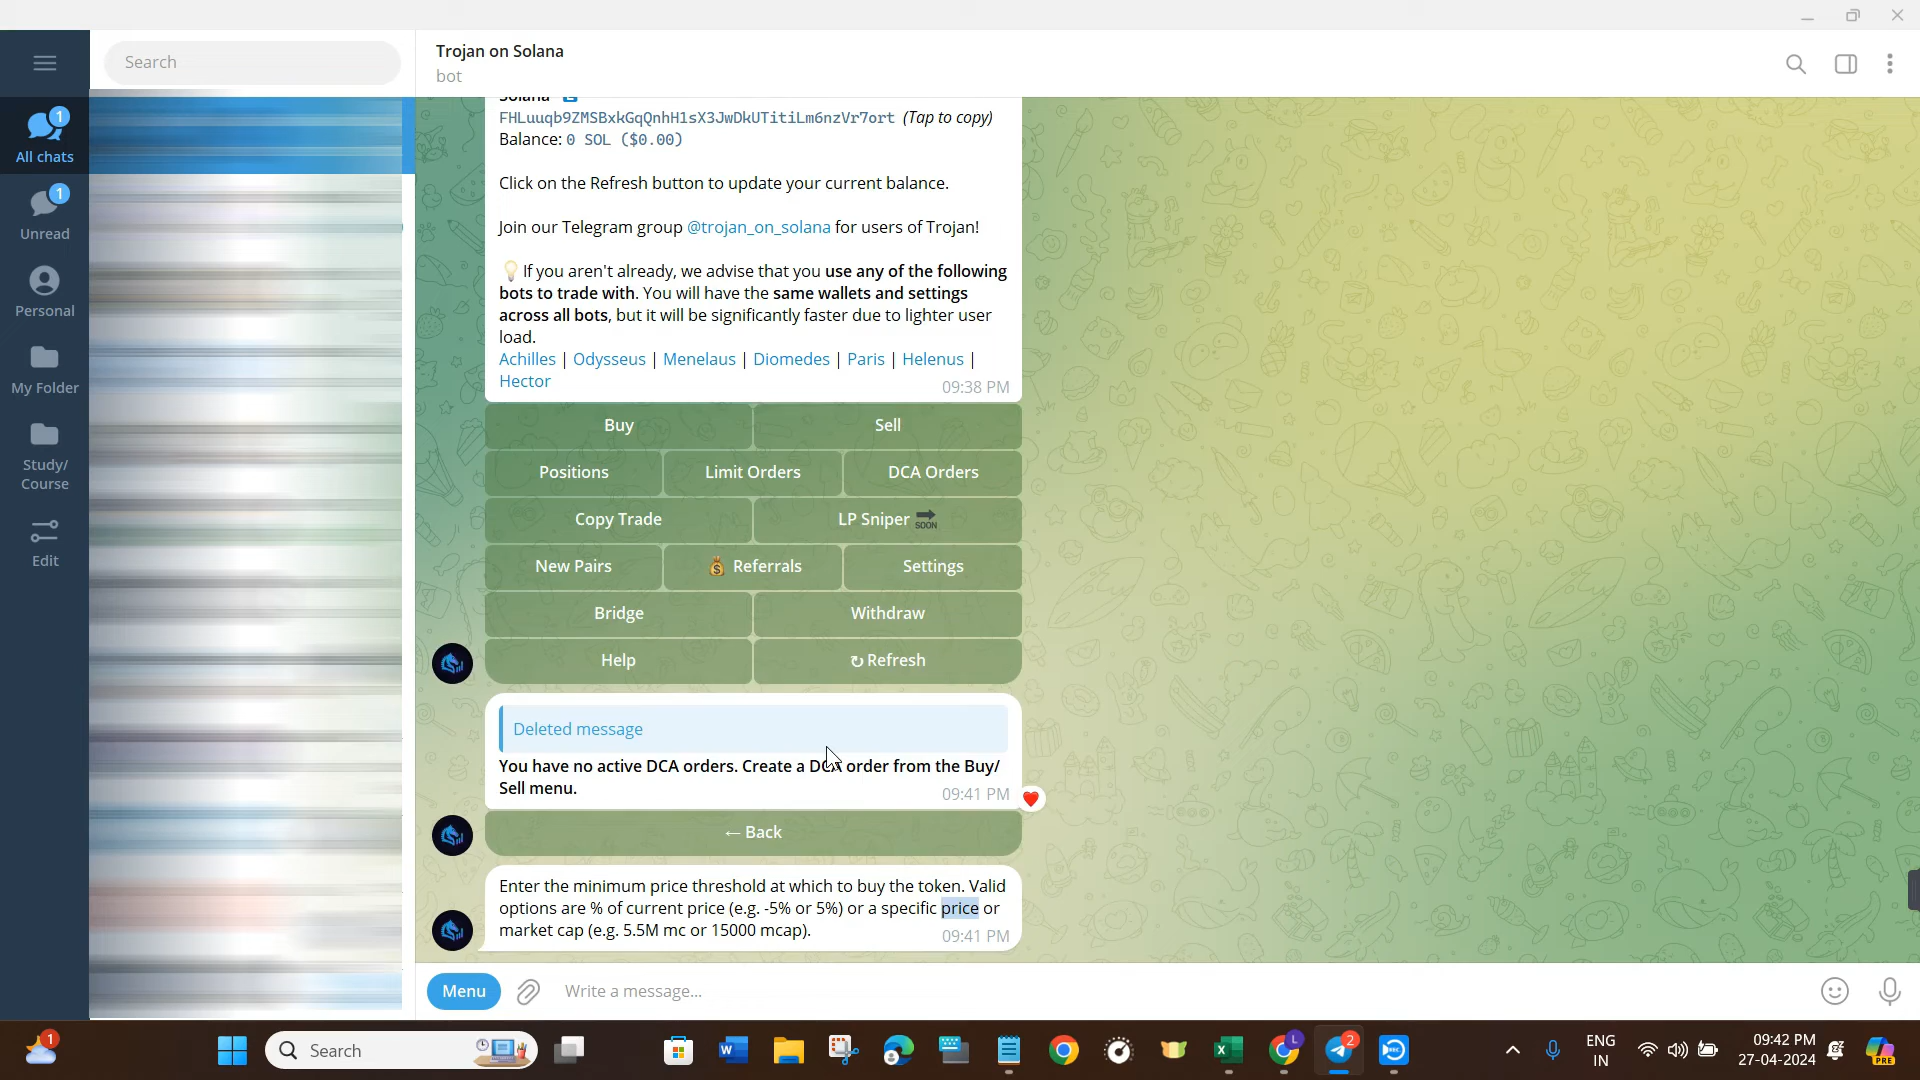 Search
Trojan on Solana
bot
All chats
1
Unread
1
Personal
My Folder
Study/
Course
Edit
Solana
FHLuuqb9ZMSBxkGqQnhH1sX3JwDkUTitiLm6nzVr7ort (Tap to copy)
Balance: 0 SOL ($0.00)
Click on the Refresh button to update your current balance.
Join our Telegram group @trojan_on_solana for users of Trojan!
💡If you aren't already, we advise that you use any of the following
bots to trade with. You will have the same wallets and settings
across all bots, but it will be significantly faster due to lighter user
load.
Achilles | Odysseus | Menelaus | Diomedes | Paris | Helenus |
Hector
09:38 PM
Buy Sell
Positions Limit Orders DCA Orders
Copy Trade LP Sniper SOON
New Pairs 💰 Referrals Settings
Bridge Withdraw
Help ↻ Refresh
Deleted message
You have no active DCA orders. Create a DCA order from the Buy/
Sell menu.
09:41 PM
← Back
Enter the minimum price threshold at which to buy the token. Valid
options are % of current price (e.g. -5% or 5%) or a specific price or
market cap (e.g. 5.5M mc or 15000 mcap).
09:41 PM
Menu
Write a message...
1
Search
L
2
REC
ENG
IN
09:42 PM
27-04-2024
PRE